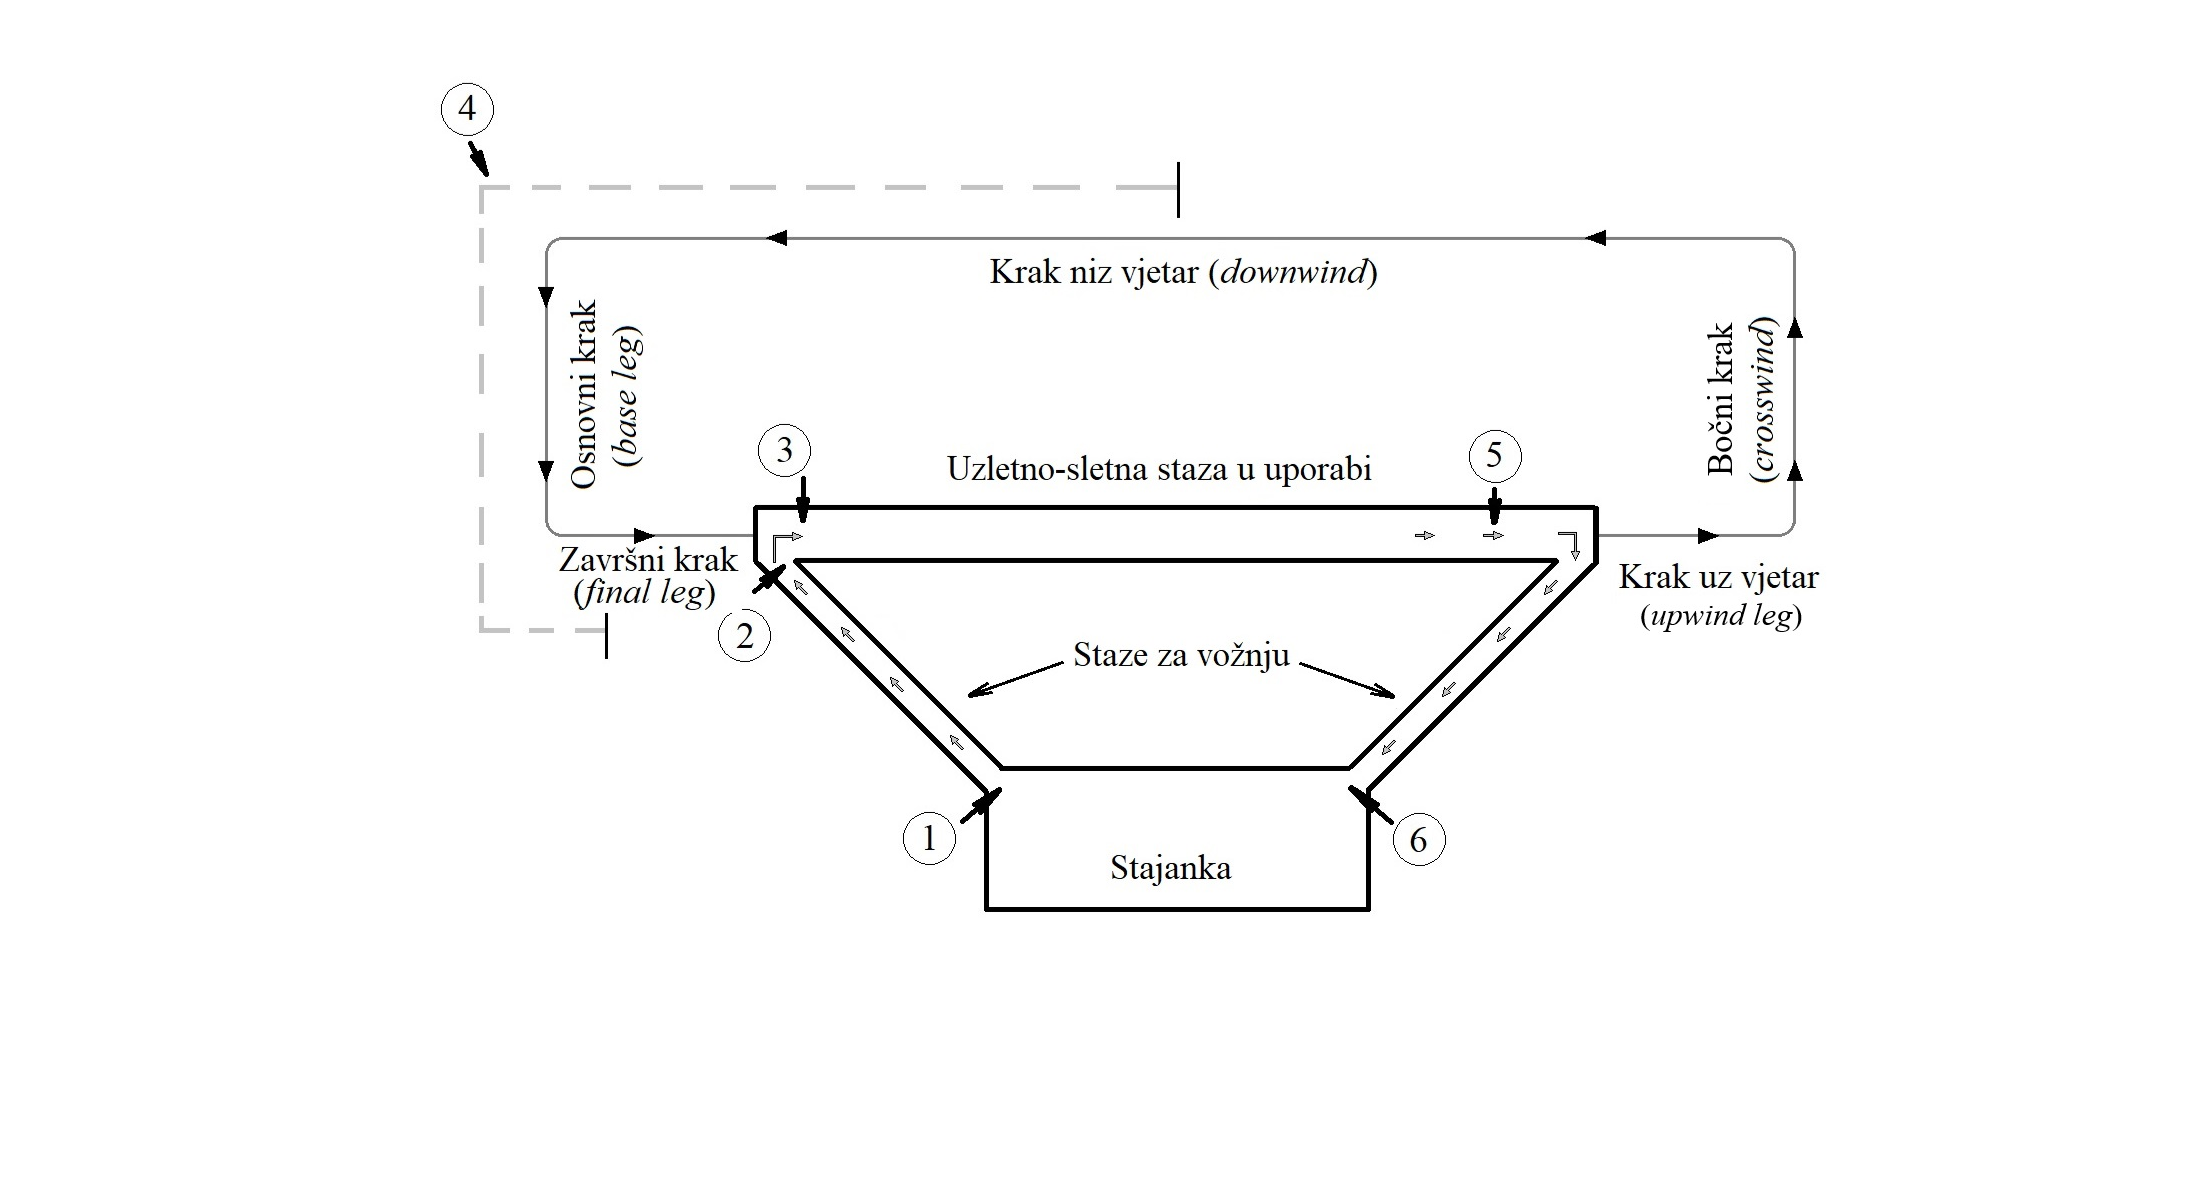 4
Krak niz vjetar (downwind)
Osnovni krak
(base leg)
Bočni krak
(crosswind)
3
Uzletno-sletna staza u uporabi
5
Završni krak
(final leg)
Krak uz vjetar
(upwind leg)
2
Staze za vožnju
1
6
Stajanka